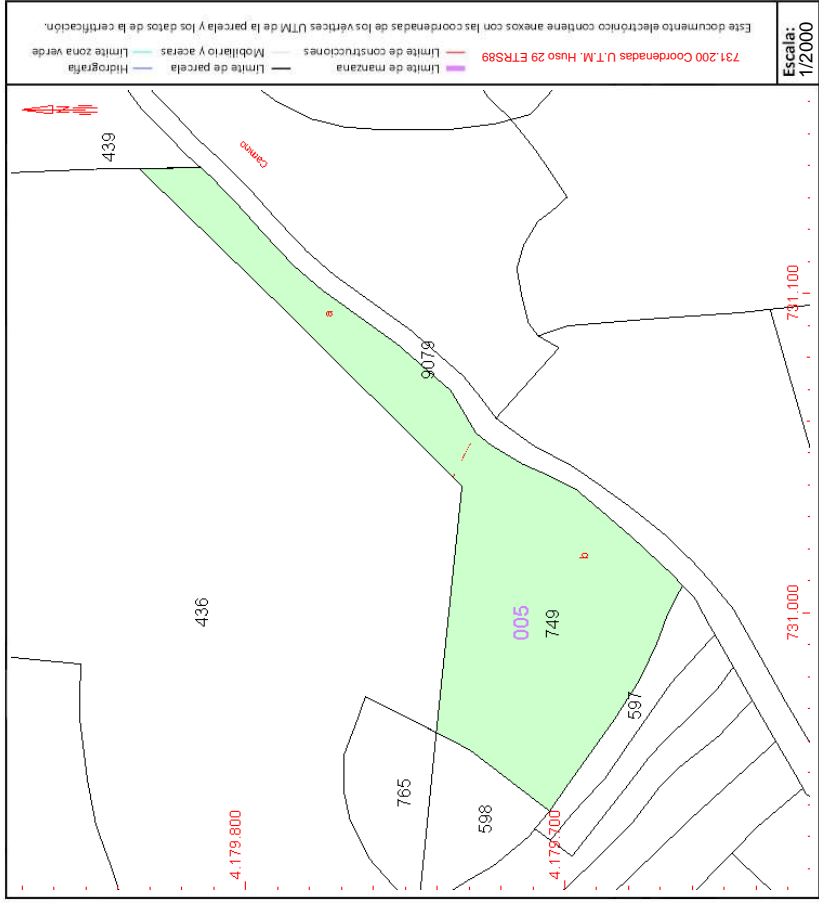 Este documento electrónico contiene anexos con las coordenadas de los vértices UTM de la parcela y los datos de la certificación.
Límite zona verde
Hidrografía
Mobiliario y aceras
Límite de parcela
Límite de construcciones
Límite de manzana
731.200 Coordenadas U.T.M. Huso 29 ETRS89
Escala:
1/2000
439
Camino
a
731.100
9079
436
b
731.000
005
749
597
765
598
4.179.800
4.179.700